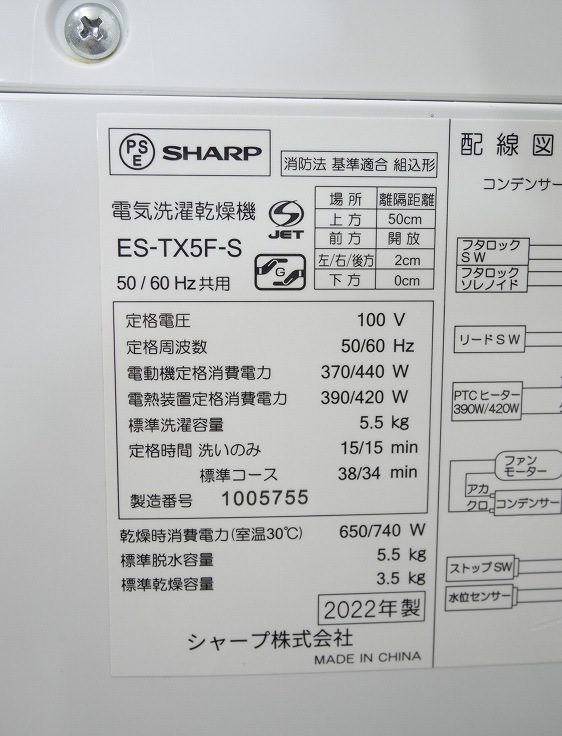 PSE SHARP
消防法 基準適合 組込形
電気洗濯乾燥機
JET
ES-TX5F-S
G
50/60 Hz共用
場所 離隔距離
上方 50cm
前方 開放
左/右/後方 2cm
下方 0cm
定格電圧 100 V
定格周波数 50/60 Hz
電動機定格消費電力 370/440 W
電熱装置定格消費電力 390/420 W
標準洗濯容量 5.5 kg
定格時間 洗いのみ 15/15 min
標準コース 38/34 min
製造番号 1005755
乾燥時消費電力(室温30℃) 650/740 W
標準脱水容量 5.5 kg
標準乾燥容量 3.5 kg
2022年製
シャープ株式会社
MADE IN CHINA
配線図
コンデンサー
フタロック
SW
フタロック
ソレノイド
リードSW
PTCヒーター
390W/420W
ファン
モーター
アカ
クロ
コンデンサー
ストップSW
水位センサー